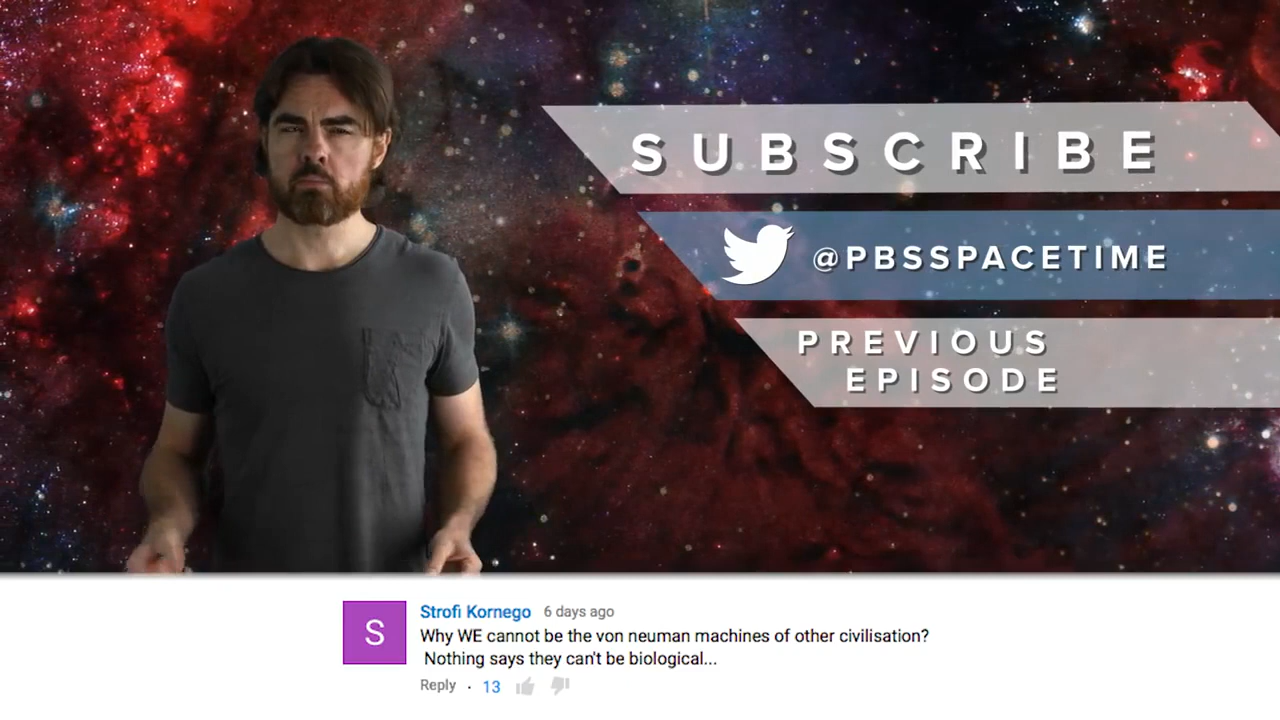 SUBSCRIBE
@PBSSPACETIME
PREVIOUS
EPISODE
S
Strofi Kornego 6 days ago
Why WE cannot be the von neuman machines of other civilisation?
Nothing says they can't be biological...
Reply · 13